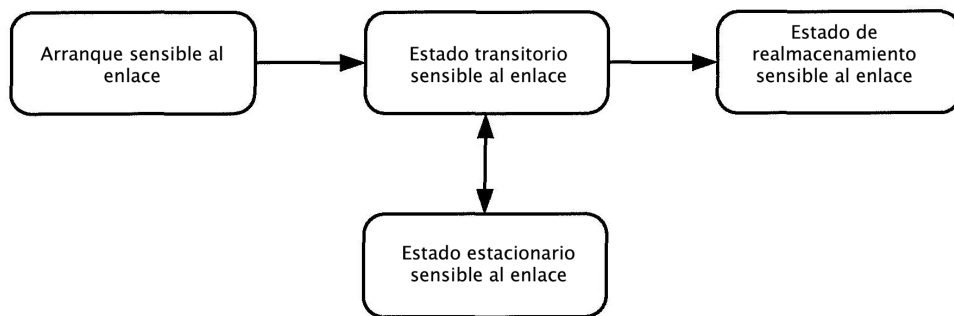 Arranque sensible al
enlace
Estado transitorio
sensible al enlace
Estado de
realmacenamiento
sensible al enlace
Estado estacionario
sensible al enlace